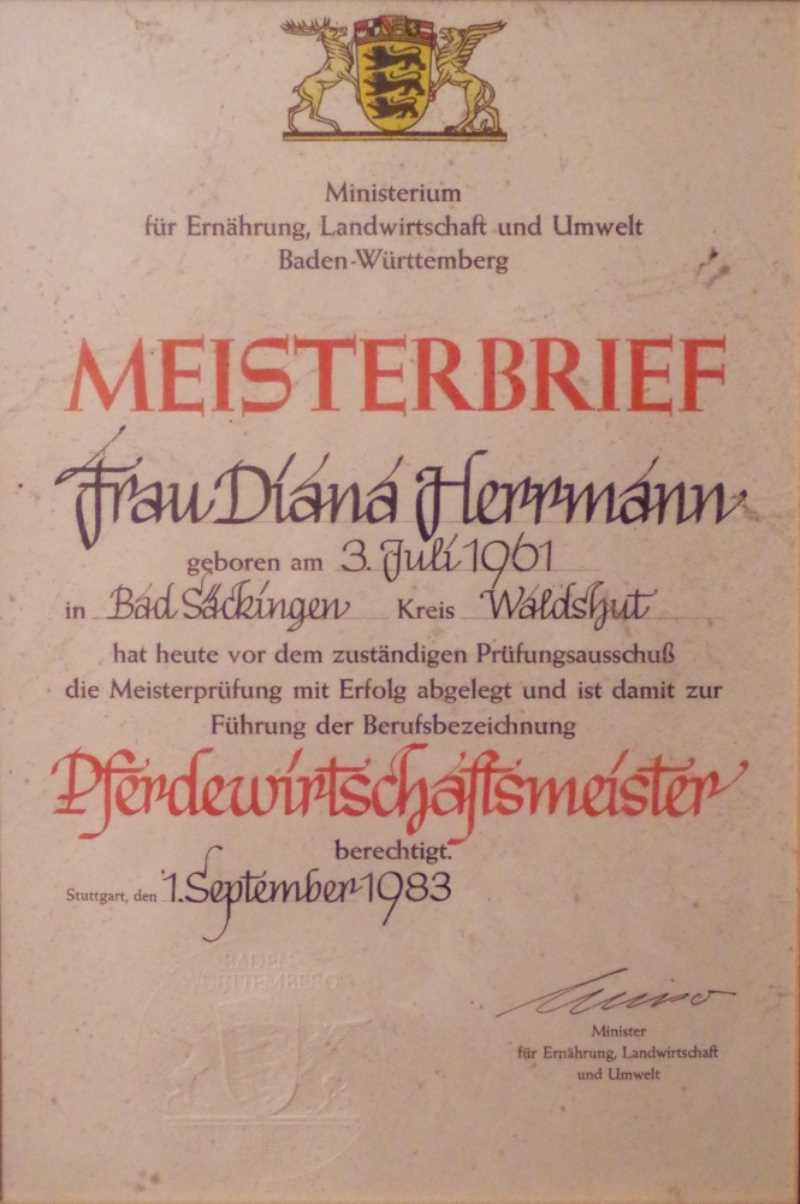 Ministerium
für Ernährung, Landwirtschaft und Umwelt
Baden-Württemberg
MEISTERBRIEF
Frau Diana Herrmann
geboren am 3. Juli 1961
in Bad Säckingen Kreis Waldshut
hat heute vor dem zuständigen Prüfungsausschuß
die Meisterprüfung mit Erfolg abgelegt und ist damit zur
Führung der Berufsbezeichnung
Pferdewirtschaftsmeister
berechtigt.
Stuttgart, den 1. September 1983
BADEN-
WÜRTTEMBERG
Minister
für Ernährung, Landwirtschaft
und Umwelt